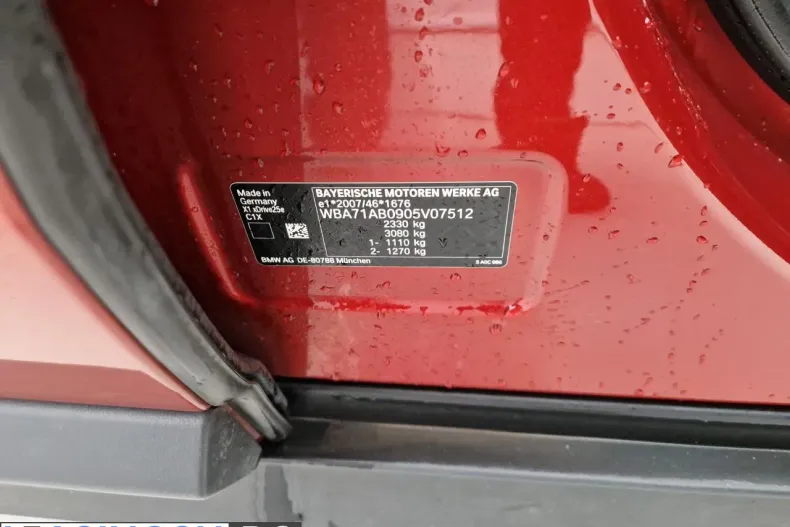 Made in
Germany
X1 xDrive25e
C1X
BAYERISCHE MOTOREN WERKE AG
e1*2007/46*1676
WBA71AB0905V07512
2330 kg
3080 kg
1- 1110 kg
2- 1270 kg
BMW AG DE-80788 München